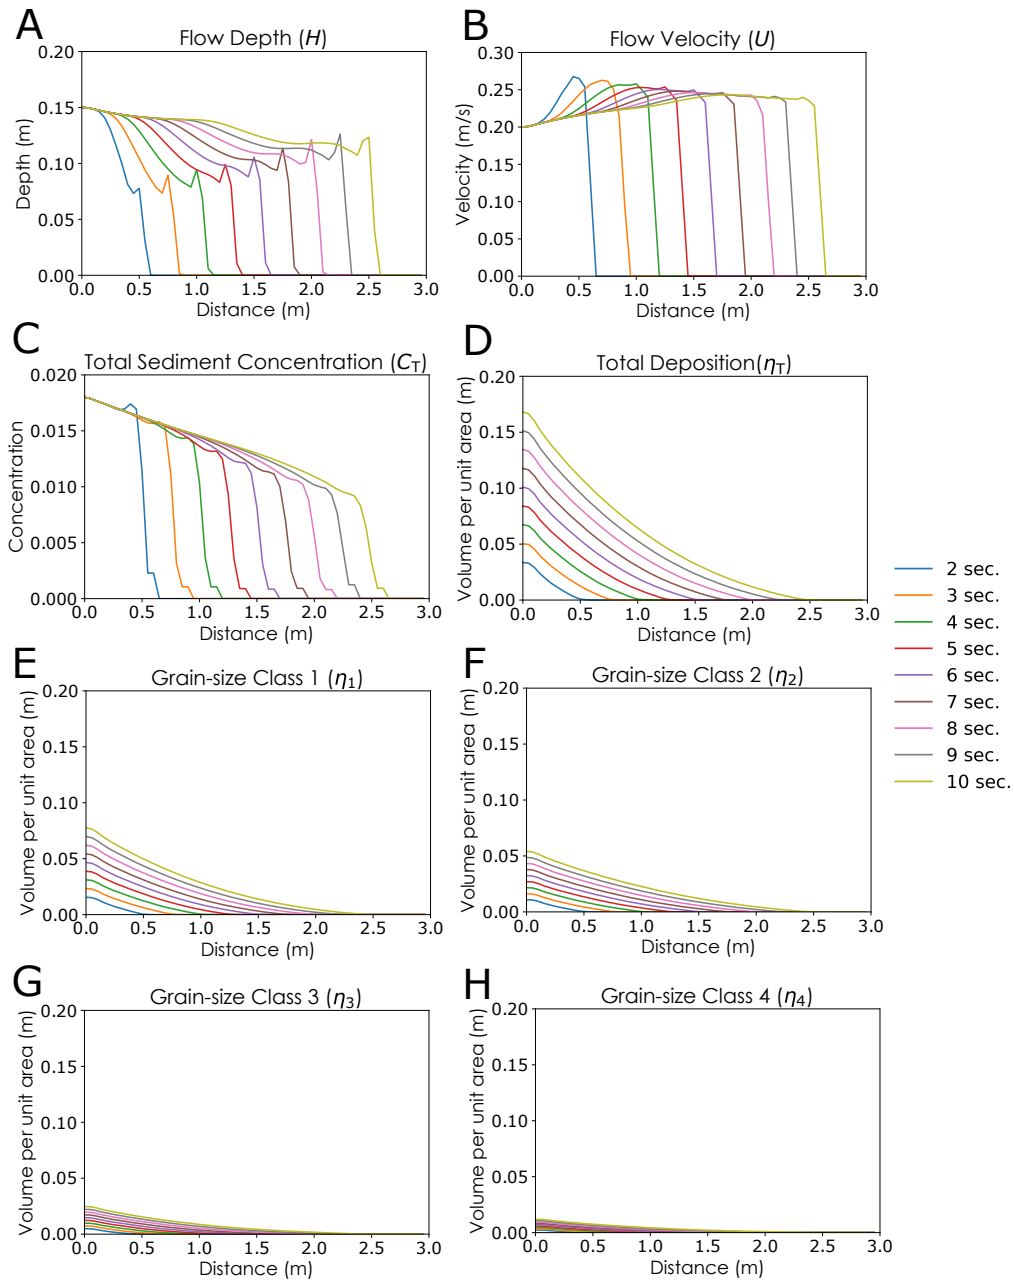 A
Flow Depth (H)
0.20
0.15
0.10
0.05
0.00
Depth (m)
0.0 0.5 1.0 1.5 2.0 2.5 3.0
Distance (m)
B
Flow Velocity (U)
0.30
0.25
0.20
0.15
0.10
0.05
0.00
Velocity (m/s)
0.0 0.5 1.0 1.5 2.0 2.5 3.0
Distance (m)
C
Total Sediment Concentration (C_T)
0.020
0.015
0.010
0.005
0.000
Concentration
0.0 0.5 1.0 1.5 2.0 2.5 3.0
Distance (m)
D
Total Deposition(η_T)
0.20
0.15
0.10
0.05
0.00
Volume per unit area (m)
0.0 0.5 1.0 1.5 2.0 2.5 3.0
Distance (m)
2 sec.
3 sec.
4 sec.
5 sec.
6 sec.
7 sec.
8 sec.
9 sec.
10 sec.
E
Grain-size Class 1 (η_1)
0.20
0.15
0.10
0.05
0.00
Volume per unit area (m)
0.0 0.5 1.0 1.5 2.0 2.5 3.0
Distance (m)
F
Grain-size Class 2 (η_2)
0.20
0.15
0.10
0.05
0.00
Volume per unit area (m)
0.0 0.5 1.0 1.5 2.0 2.5 3.0
Distance (m)
G
Grain-size Class 3 (η_3)
0.20
0.15
0.10
0.05
0.00
Volume per unit area (m)
0.0 0.5 1.0 1.5 2.0 2.5 3.0
Distance (m)
H
Grain-size Class 4 (η_4)
0.20
0.15
0.10
0.05
0.00
Volume per unit area (m)
0.0 0.5 1.0 1.5 2.0 2.5 3.0
Distance (m)